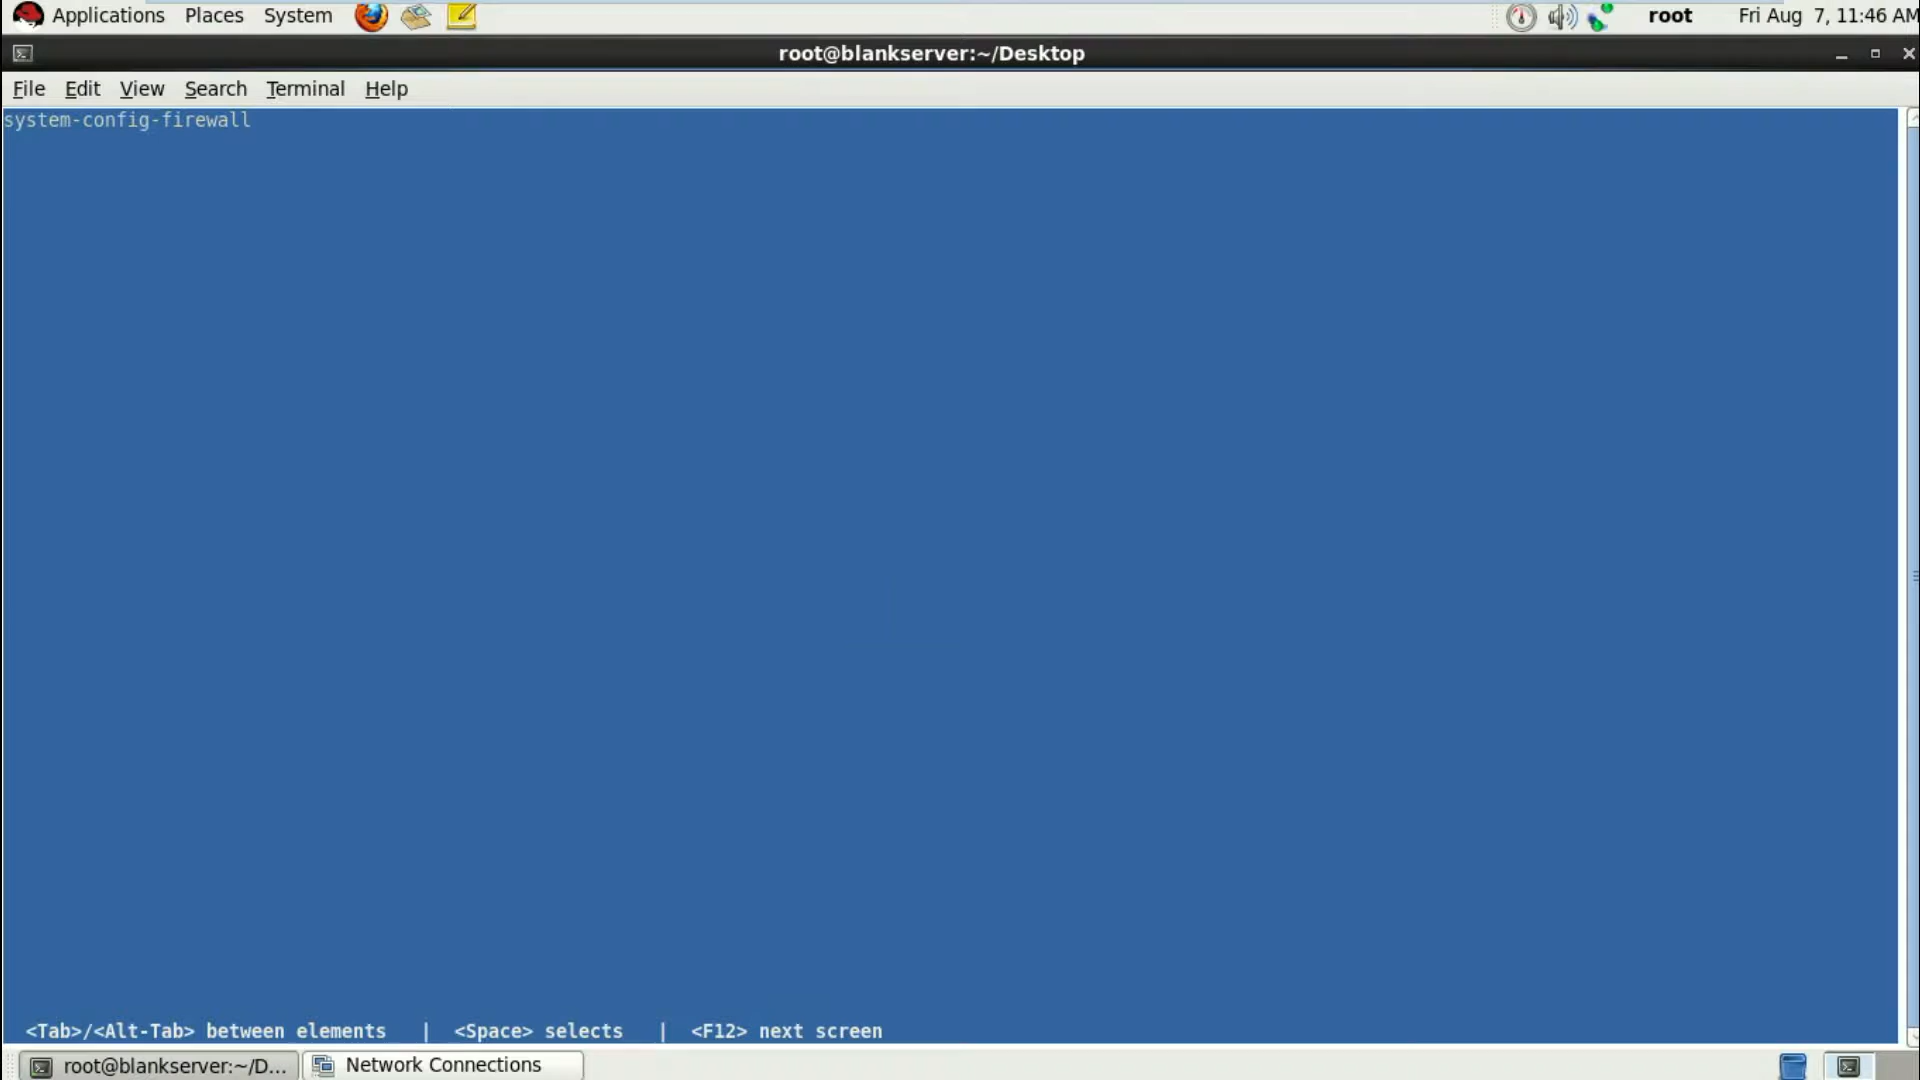 Applications Places System root Fri Aug 7, 11:46 AM
root@blankserver:~/Desktop
File Edit View Search Terminal Help
system-config-firewall
<Tab>/<Alt-Tab> between elements | <Space> selects | <F12> next screen
root@blankserver:~/D... Network Connections